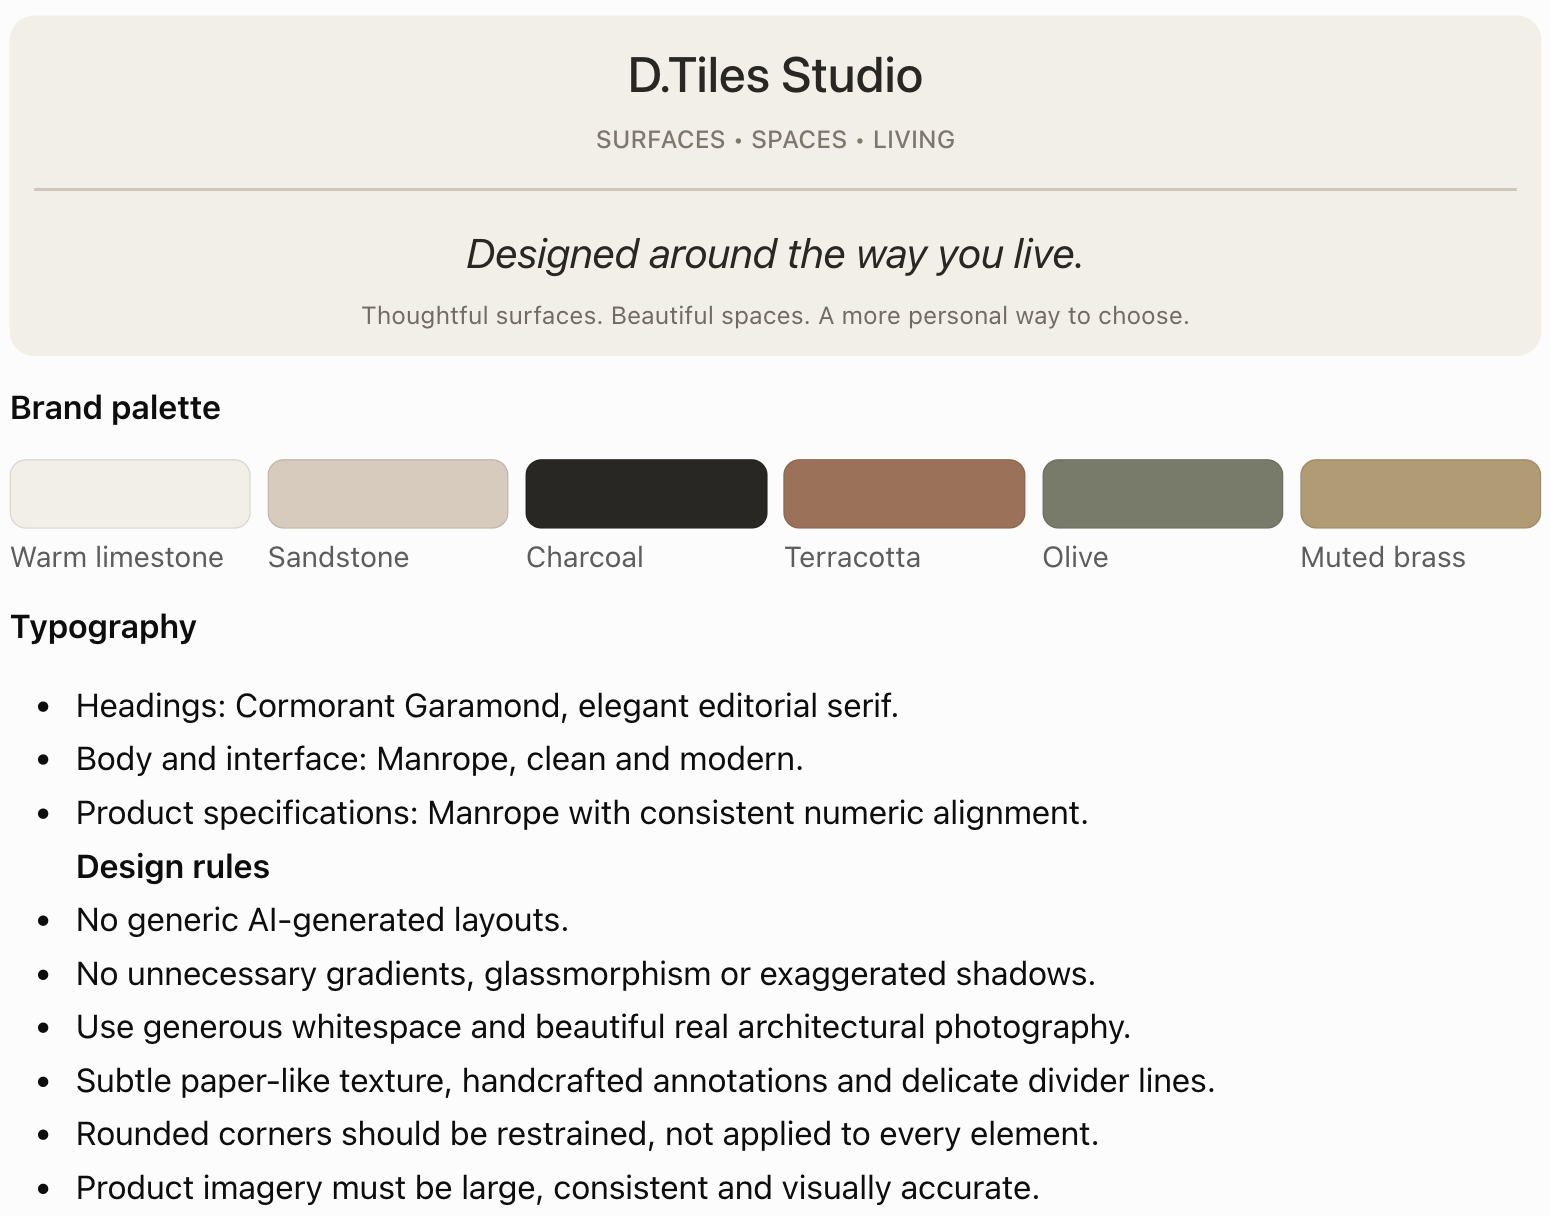 D.Tiles Studio
SURFACES • SPACES • LIVING
Designed around the way you live.
Thoughtful surfaces. Beautiful spaces. A more personal way to choose.
Brand palette
Warm limestone
Sandstone
Charcoal
Terracotta
Olive
Muted brass
Typography
• Headings: Cormorant Garamond, elegant editorial serif.
• Body and interface: Manrope, clean and modern.
• Product specifications: Manrope with consistent numeric alignment.
Design rules
• No generic AI-generated layouts.
• No unnecessary gradients, glassmorphism or exaggerated shadows.
• Use generous whitespace and beautiful real architectural photography.
• Subtle paper-like texture, handcrafted annotations and delicate divider lines.
• Rounded corners should be restrained, not applied to every element.
• Product imagery must be large, consistent and visually accurate.